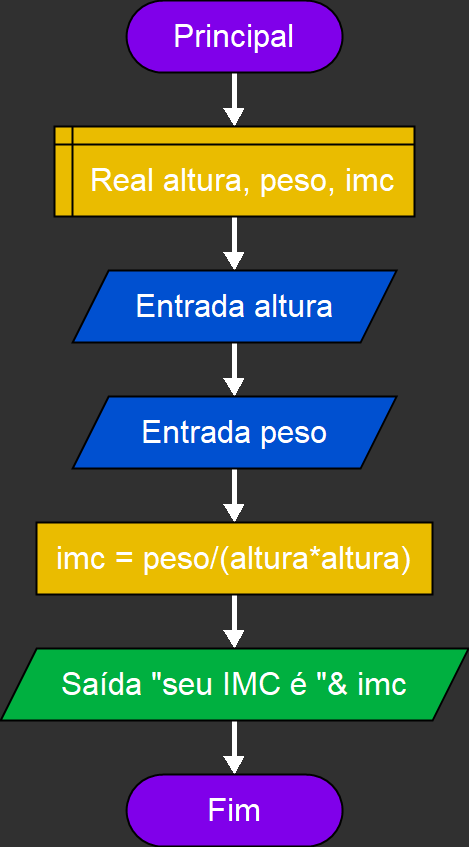 Principal
Real altura, peso, imc
Entrada altura
Entrada peso
imc = peso/(altura*altura)
Saída "seu IMC é "& imc
Fim